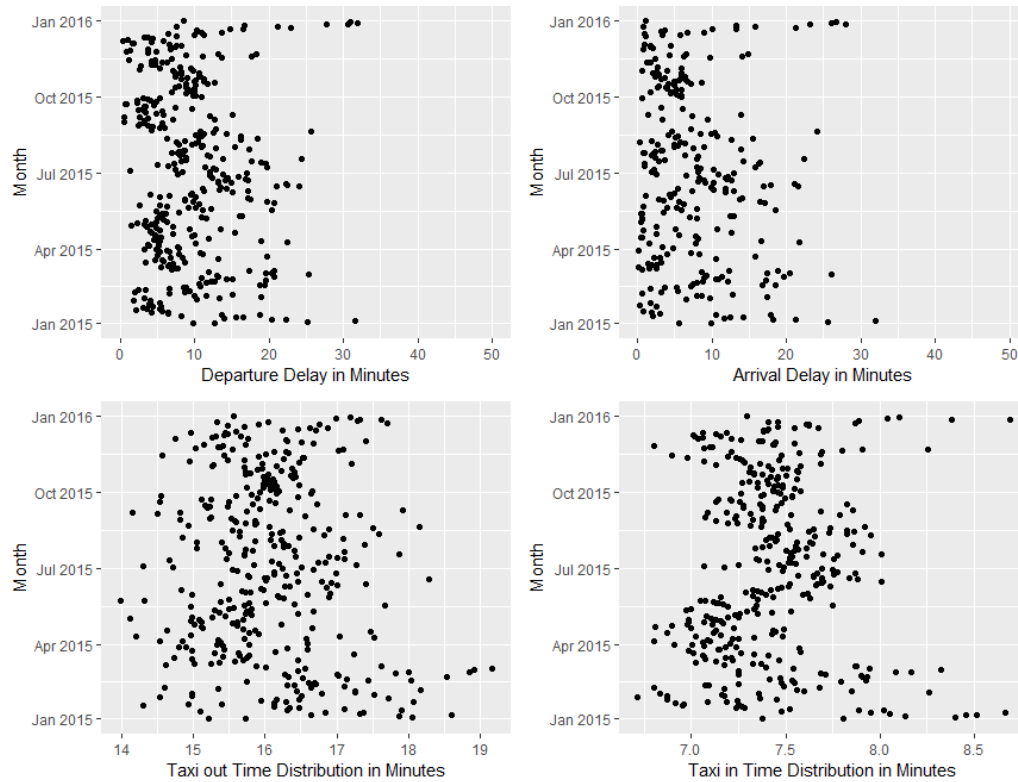 Jan 2016
Oct 2015
Jul 2015
Apr 2015
Jan 2015
Month
0 10 20 30 40 50
Departure Delay in Minutes
Jan 2016
Oct 2015
Jul 2015
Apr 2015
Jan 2015
Month
0 10 20 30 40 50
Arrival Delay in Minutes
Jan 2016
Oct 2015
Jul 2015
Apr 2015
Jan 2015
Month
14 15 16 17 18 19
Taxi out Time Distribution in Minutes
Jan 2016
Oct 2015
Jul 2015
Apr 2015
Jan 2015
Month
7.0 7.5 8.0 8.5
Taxi in Time Distribution in Minutes